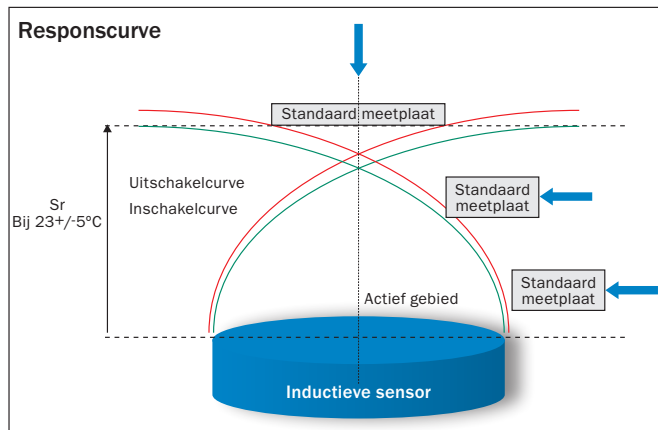 Responscurve
Standaard meetplaat
Uitschakelcurve
Inschakelcurve
Standaard
meetplaat
Sr
Bij 23+/-5°C
Standaard
meetplaat
Actief gebied
Inductieve sensor